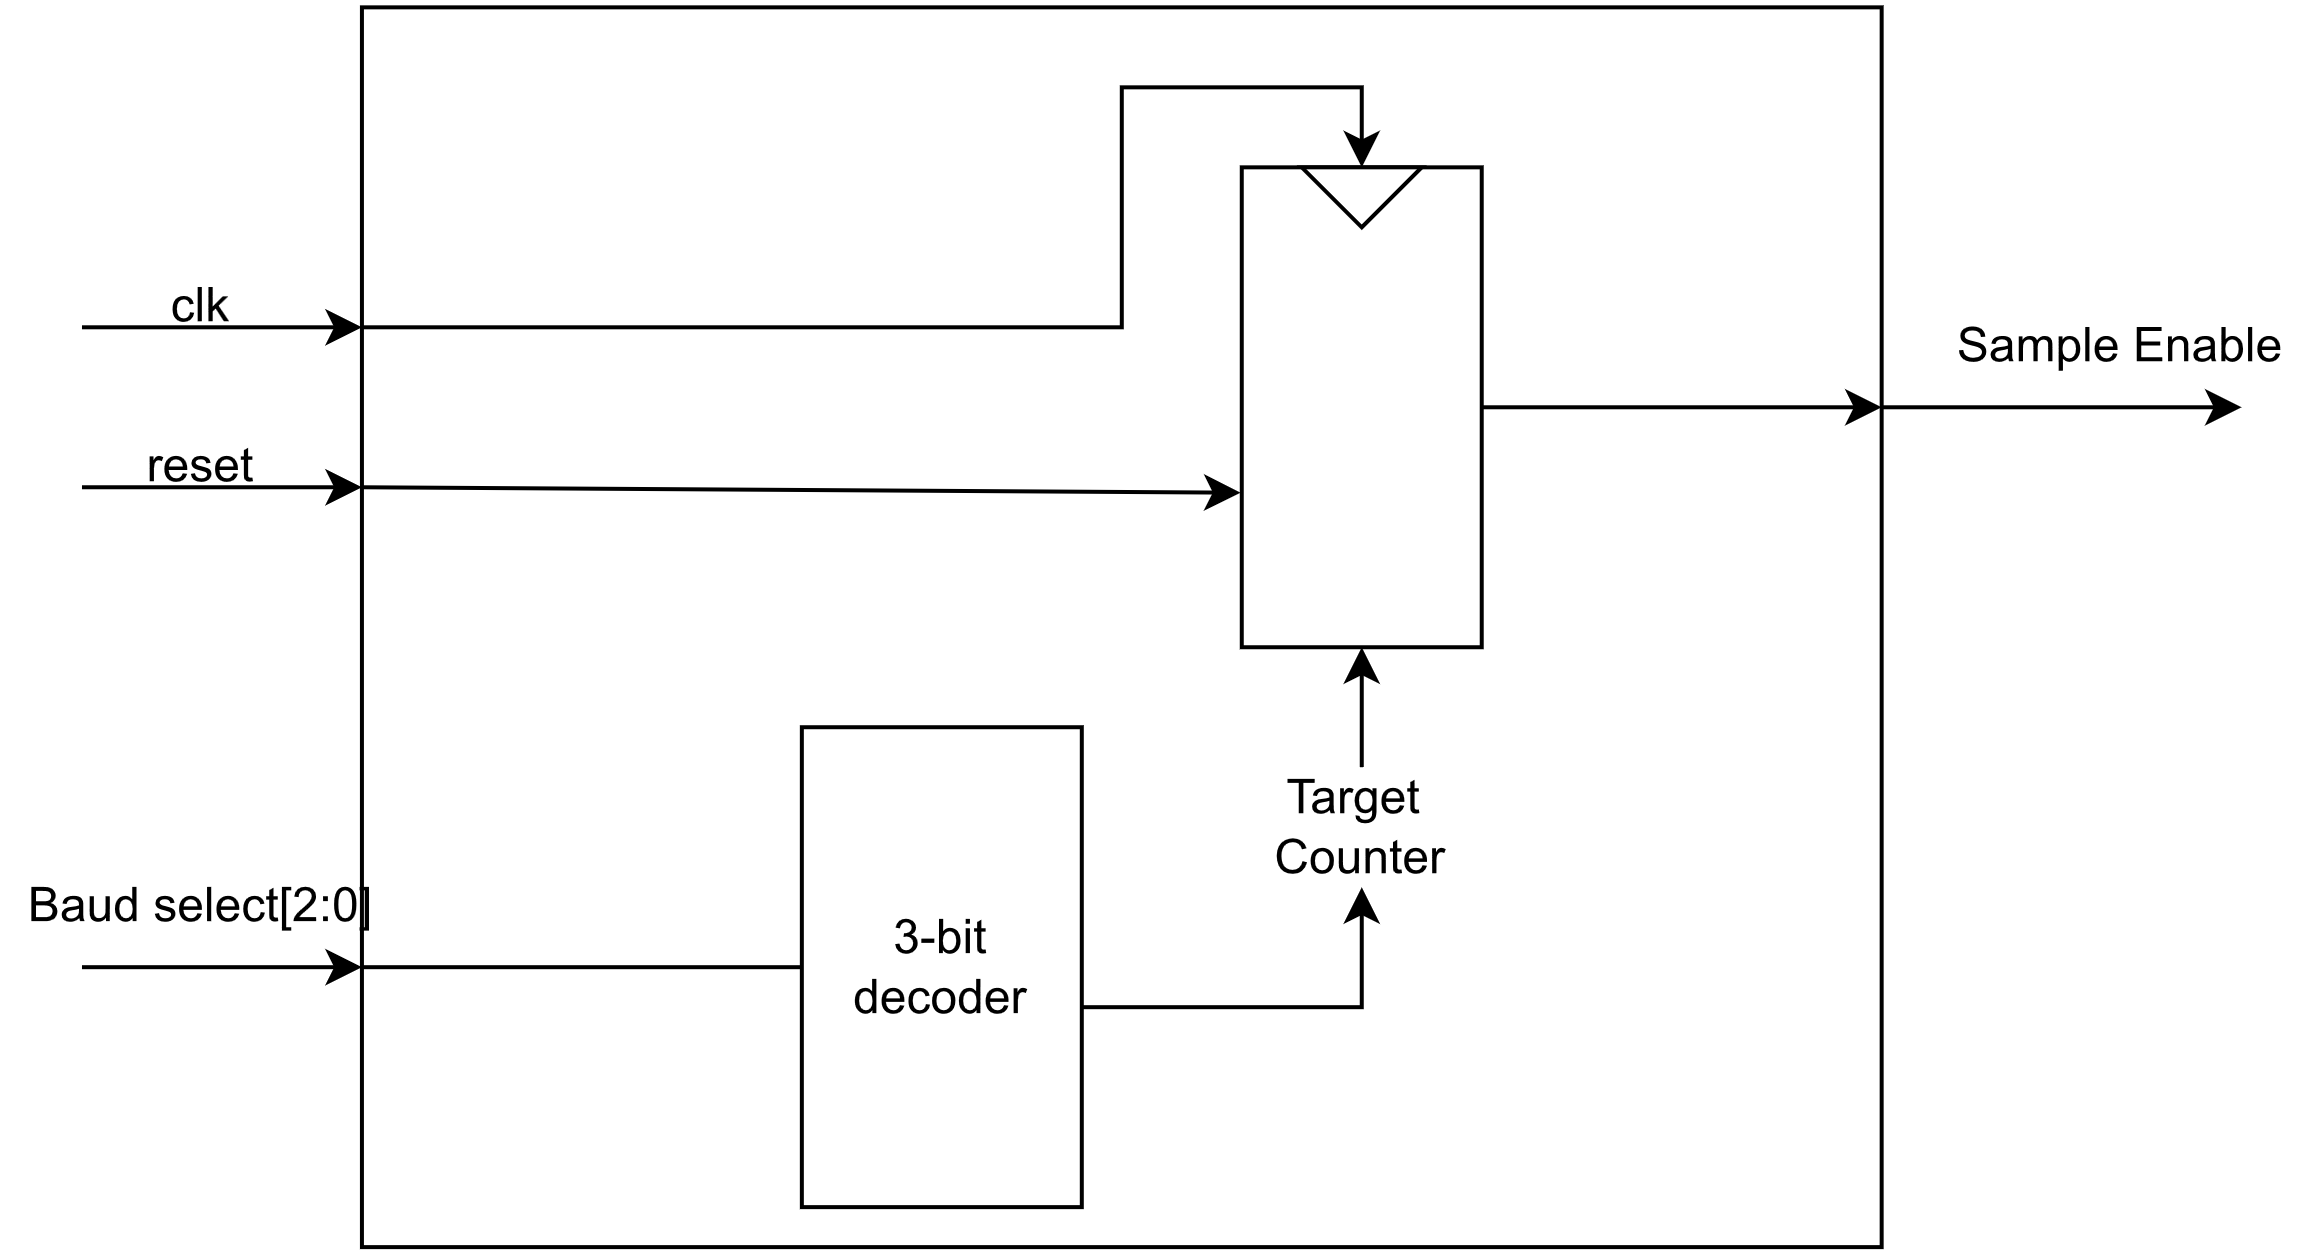 clk
Sample Enable
reset
Target
Counter
Baud select[2:0]
3-bit
decoder